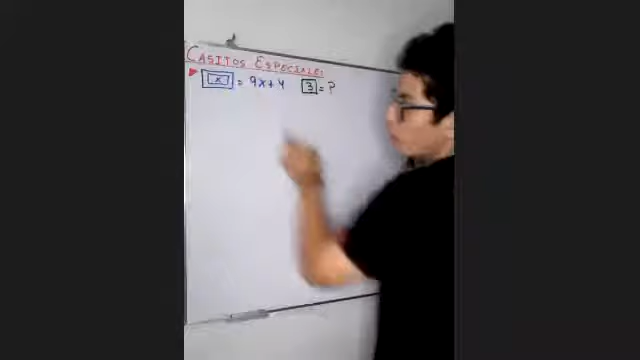 CASITOS ESPECIALES
x = 9x+4 3 = ?